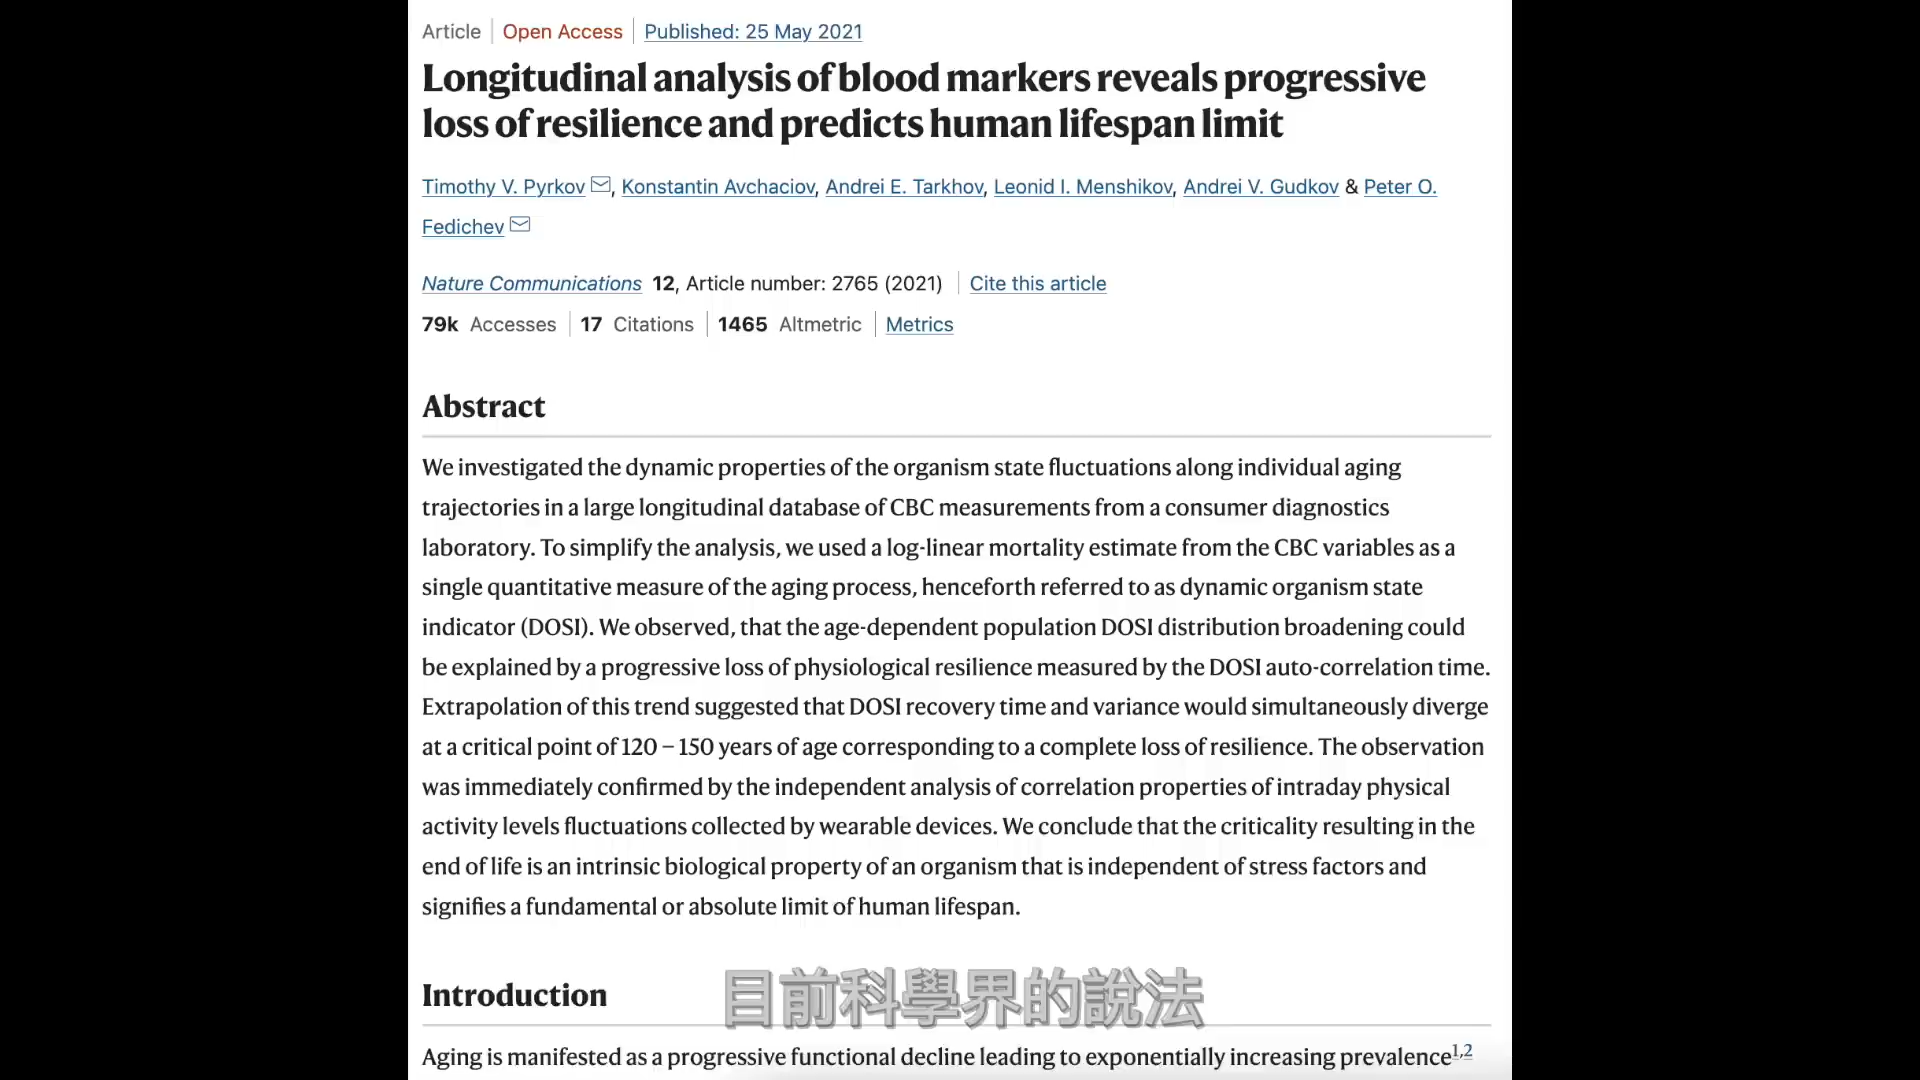 Article | Open Access | Published: 25 May 2021
Longitudinal analysis of blood markers reveals progressive
loss of resilience and predicts human lifespan limit
Timothy V. Pyrkov, Konstantin Avchaciov, Andrei E. Tarkhov, Leonid I. Menshikov, Andrei V. Gudkov & Peter O.
Fedichev
Nature Communications 12, Article number: 2765 (2021) | Cite this article
79k Accesses | 17 Citations | 1465 Altmetric | Metrics
Abstract
We investigated the dynamic properties of the organism state fluctuations along individual aging
trajectories in a large longitudinal database of CBC measurements from a consumer diagnostics
laboratory. To simplify the analysis, we used a log-linear mortality estimate from the CBC variables as a
single quantitative measure of the aging process, henceforth referred to as dynamic organism state
indicator (DOSI). We observed, that the age-dependent population DOSI distribution broadening could
be explained by a progressive loss of physiological resilience measured by the DOSI auto-correlation time.
Extrapolation of this trend suggested that DOSI recovery time and variance would simultaneously diverge
at a critical point of 120 – 150 years of age corresponding to a complete loss of resilience. The observation
was immediately confirmed by the independent analysis of correlation properties of intraday physical
activity levels fluctuations collected by wearable devices. We conclude that the criticality resulting in the
end of life is an intrinsic biological property of an organism that is independent of stress factors and
signifies a fundamental or absolute limit of human lifespan.
Introduction
目前科學界的說法
Aging is manifested as a progressive functional decline leading to exponentially increasing prevalence1,2